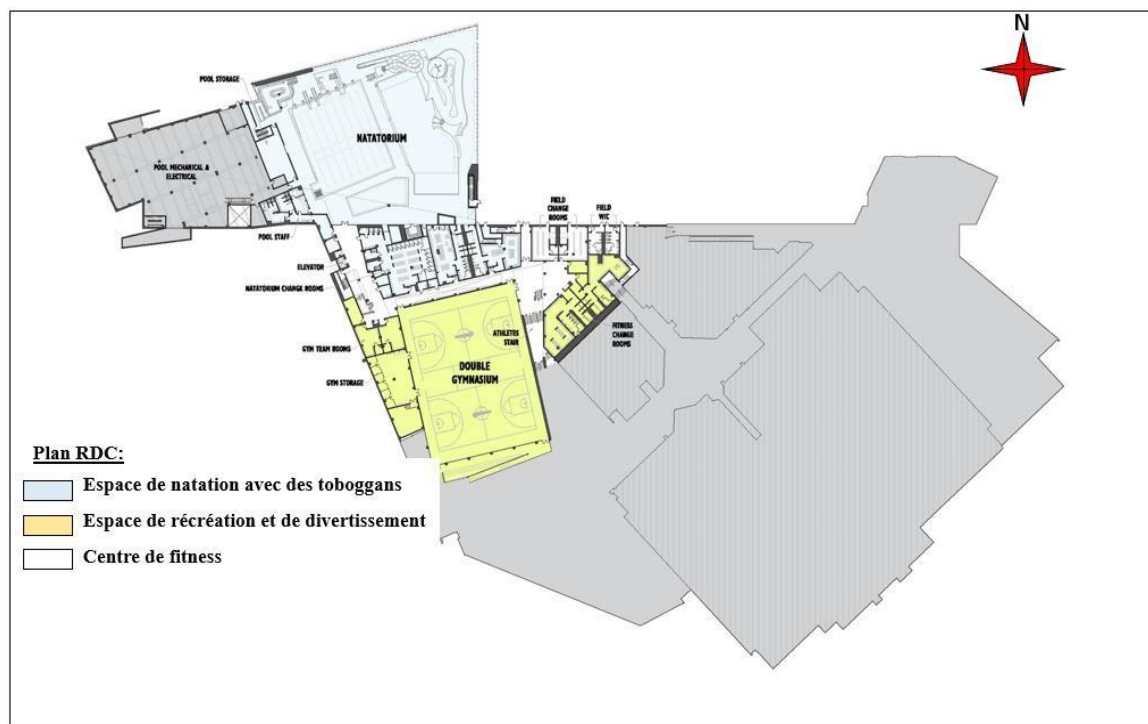 N
POOL STORAGE
NATATORIUM
POOL MECHANICAL &
ELECTRICAL
FIELD
CHANGE
ROOMS
FIELD
W/C
POOL STAFF
ELEVATOR
NATATORIUM CHANGE ROOMS
ATHLETES
STAIR
FITNESS
CHANGE
ROOMS
GYM TEAM ROOMS
DOUBLE
GYMNASIUM
GYM STORAGE
Plan RDC:
Espace de natation avec des toboggans
Espace de récréation et de divertissement
Centre de fitness